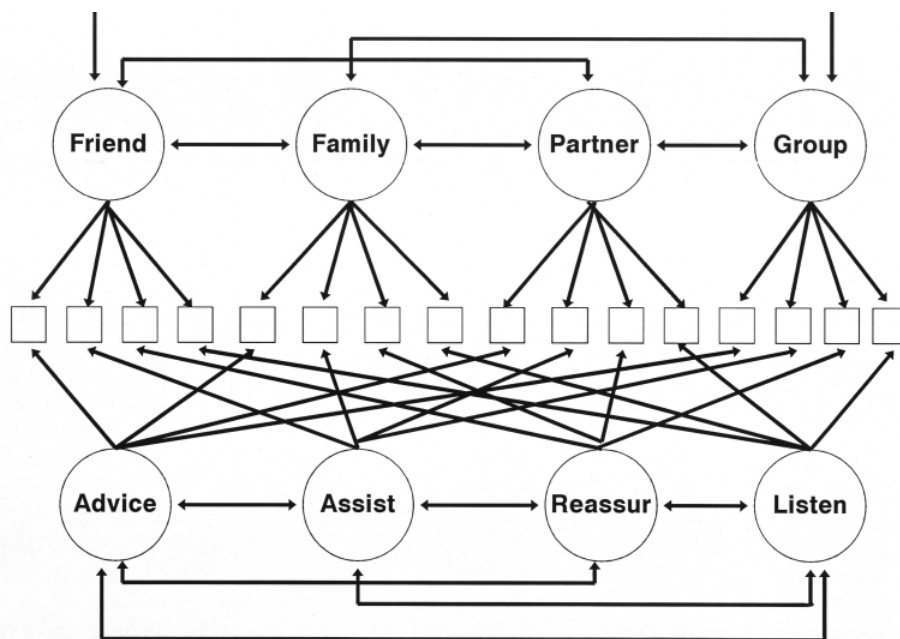 Friend
Family
Partner
Group
Advice
Assist
Reassur
Listen